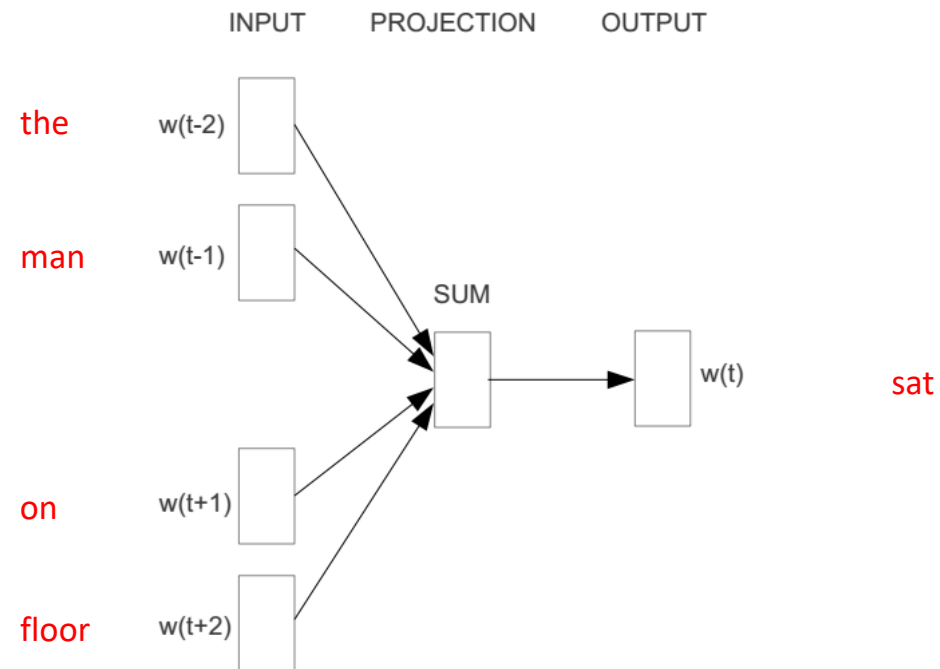 INPUT PROJECTION OUTPUT
the w(t-2)
man w(t-1)
SUM
w(t) sat
on w(t+1)
floor w(t+2)